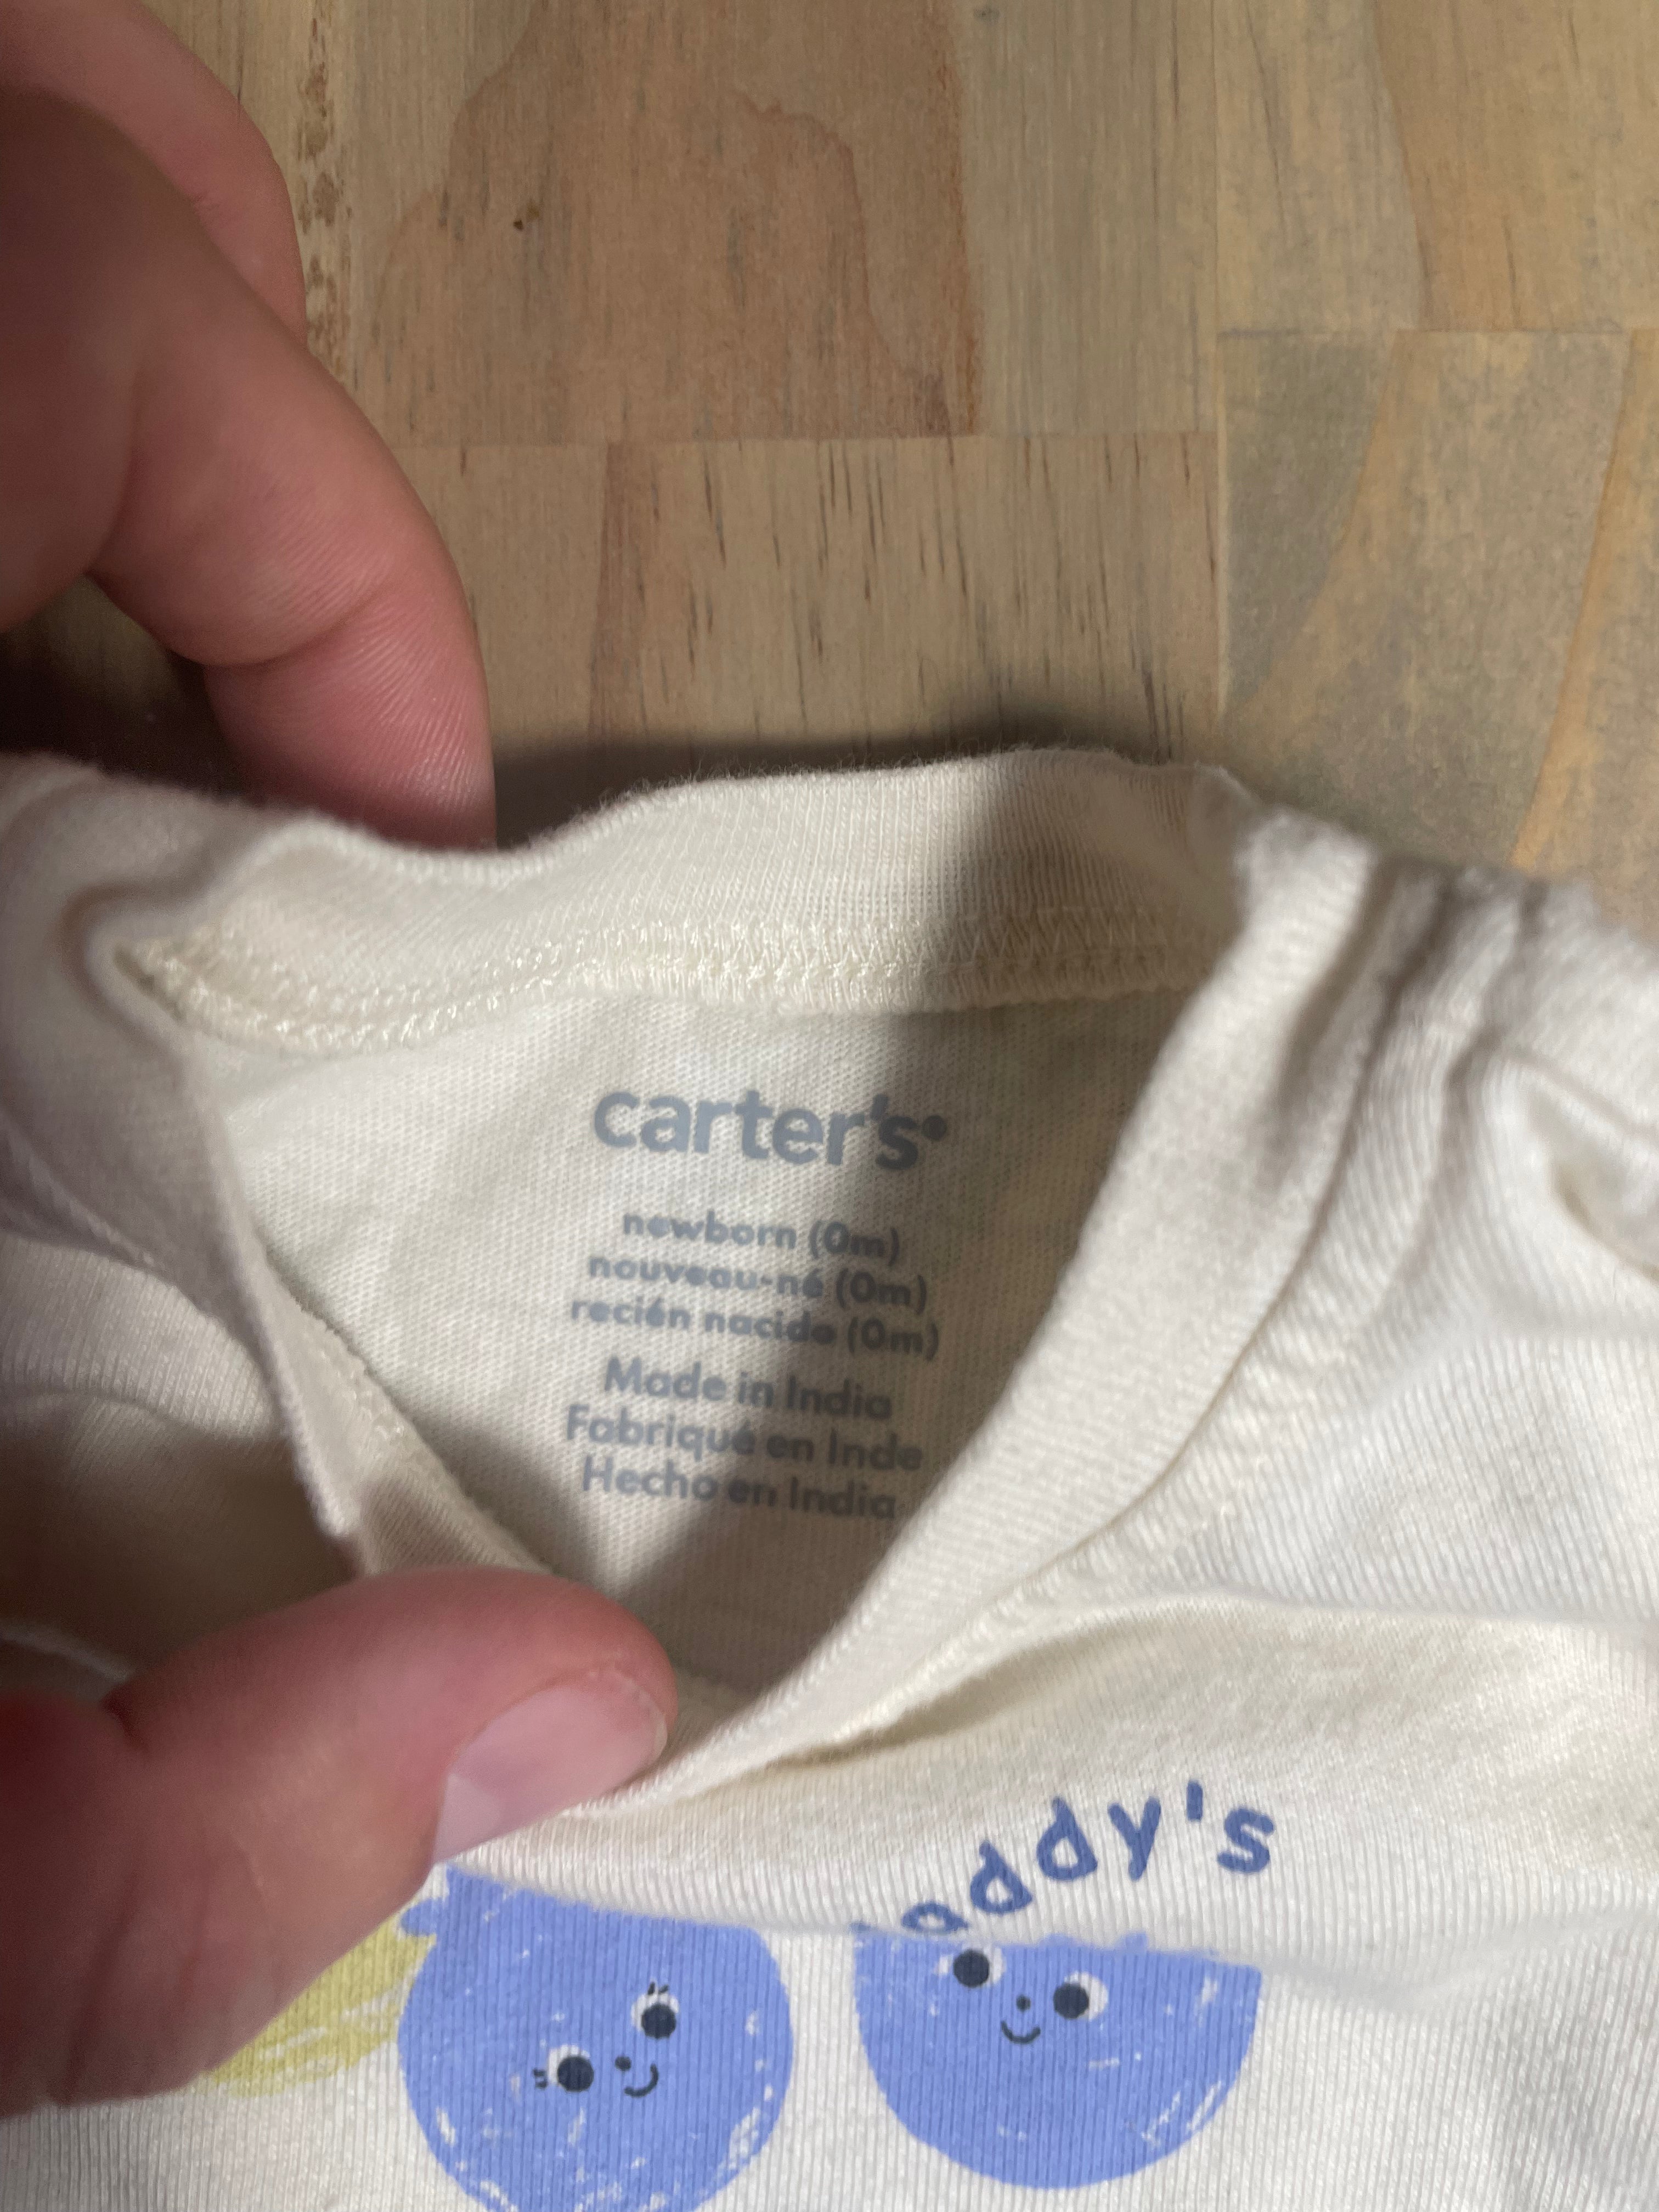 carter's®
newborn (0m)
nouveau-né (0m)
recién nacido (0m)
Made in India
Fabriqué en Inde
Hecho en India
addy's